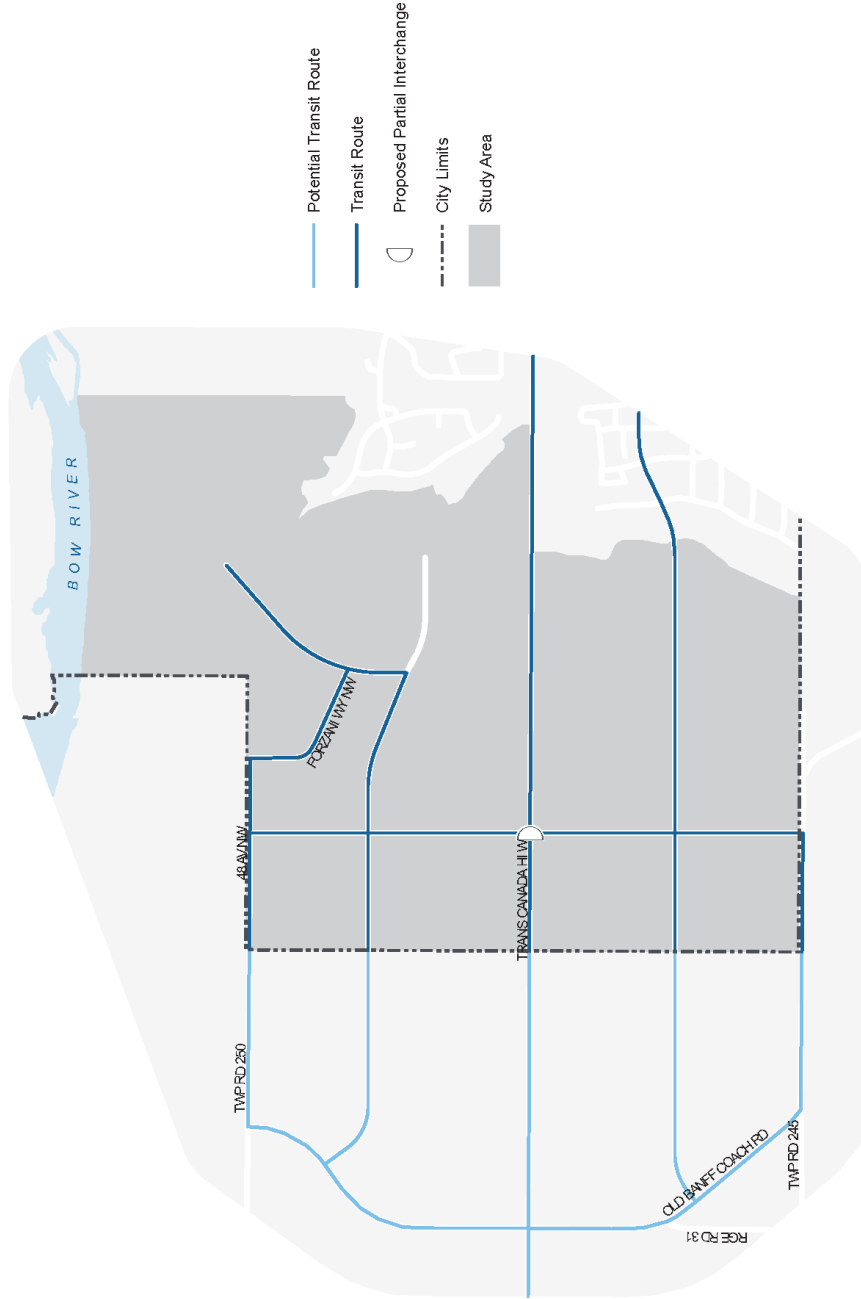 Potential Transit Route
Transit Route
Proposed Partial Interchange
City Limits
Study Area
BOW RIVER
FORZANI WY NW
48 AV NW
TRANS CANADA HI W
TWP RD 250
OLD BANFF COACH RD
TWP RD 245
RGE RD 31